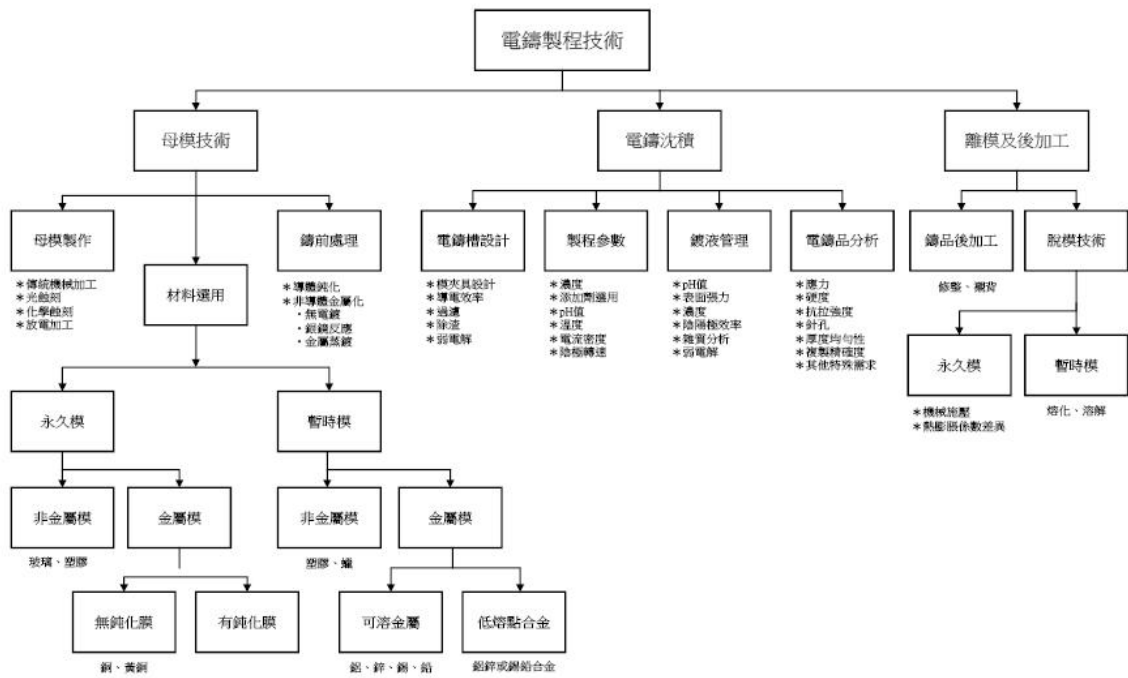 電鑄製程技術
母模技術
電鑄沈積
離模及後加工
母模製作
＊傳統機械加工
＊光蝕刻
＊化學蝕刻
＊放電加工
材料選用
鑄前處理
＊導體鈍化
＊非導體金屬化
・無電鍍
・銀鏡反應
・金屬蒸鍍
電鑄槽設計
＊模夾具設計
＊導電效率
＊過濾
＊除渣
＊弱電解
製程參數
＊濃度
＊添加劑選用
＊pH值
＊溫度
＊電流密度
＊陰極轉速
鍍液管理
＊pH值
＊表面張力
＊濃度
＊陰陽極效率
＊雜質分析
＊弱電解
電鑄品分析
＊應力
＊硬度
＊抗拉強度
＊針孔
＊厚度均勻性
＊複製精確度
＊其他特殊需求
鑄品後加工
修整、襯背
脫模技術
永久模
＊機械施壓
＊熱膨脹係數差異
暫時模
熔化、溶解
永久模
暫時模
非金屬模
玻璃、塑膠
金屬模
非金屬模
塑膠、蠟
金屬模
無鈍化膜
銅、黃銅
有鈍化膜
可溶金屬
鋁、鋅、錫、鉛
低熔點合金
鋁鋅或錫鉛合金